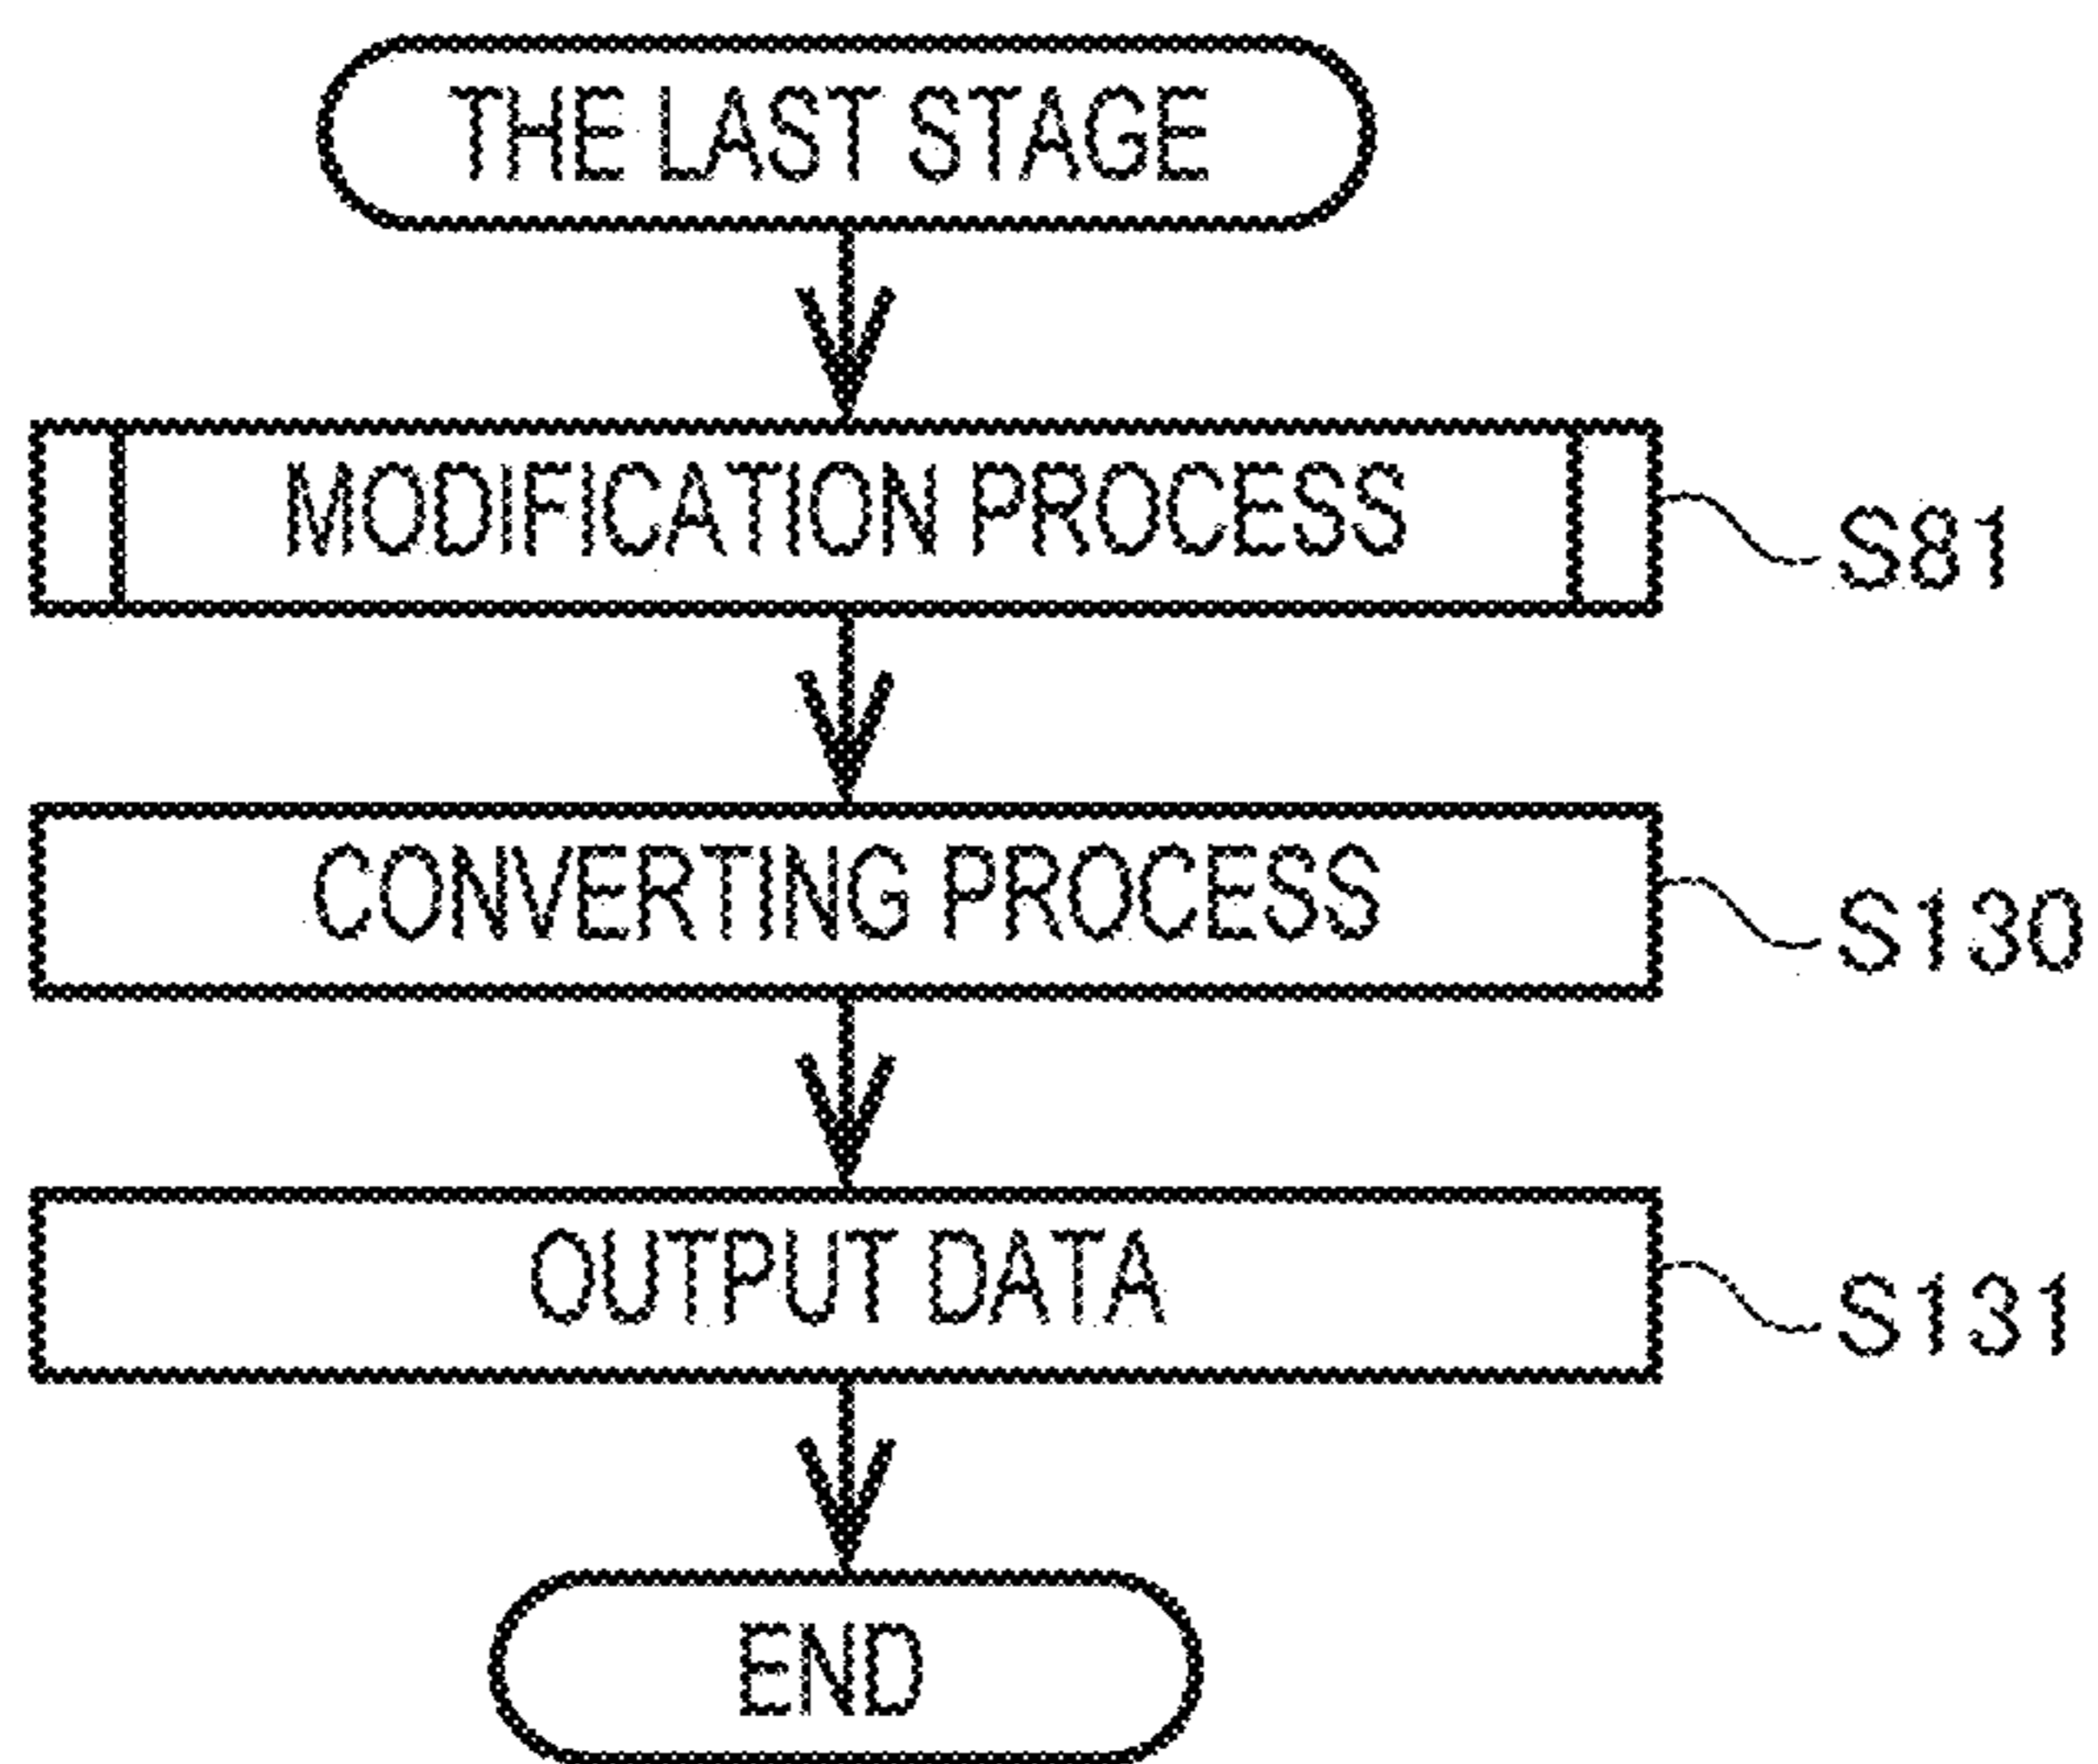 THE LAST STAGE
MODIFICATION PROCESS
S81
CONVERTING PROCESS
S130
OUTPUT DATA
S131
END